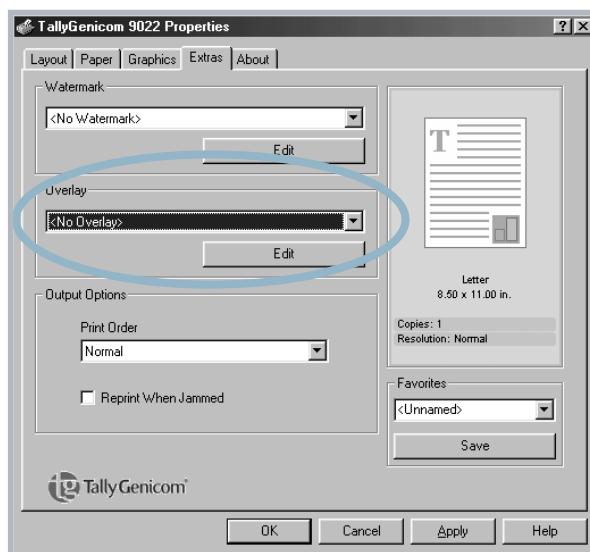 TallyGenicom 9022 Properties
Layout Paper Graphics Extras About
Watermark
<No Watermark>
Edit
Overlay
<No Overlay>
Edit
Output Options
Print Order
Normal
Reprint When Jammed
T
Letter
8.50 x 11.00 in.
Copies: 1
Resolution: Normal
Favorites
<Unnamed>
Save
tg TallyGenicom
OK Cancel Apply Help